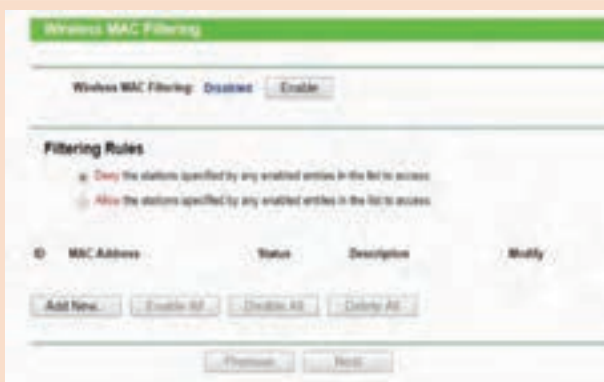 Wireless MAC Filtering
Wireless MAC Filtering: Disabled Enable
Filtering Rules
Deny the stations specified by any enabled entries in the list to access.
Allow the stations specified by any enabled entries in the list to access.
ID MAC Address Status Description Modify
Add New... Enable All Disable All Delete All
Previous Next